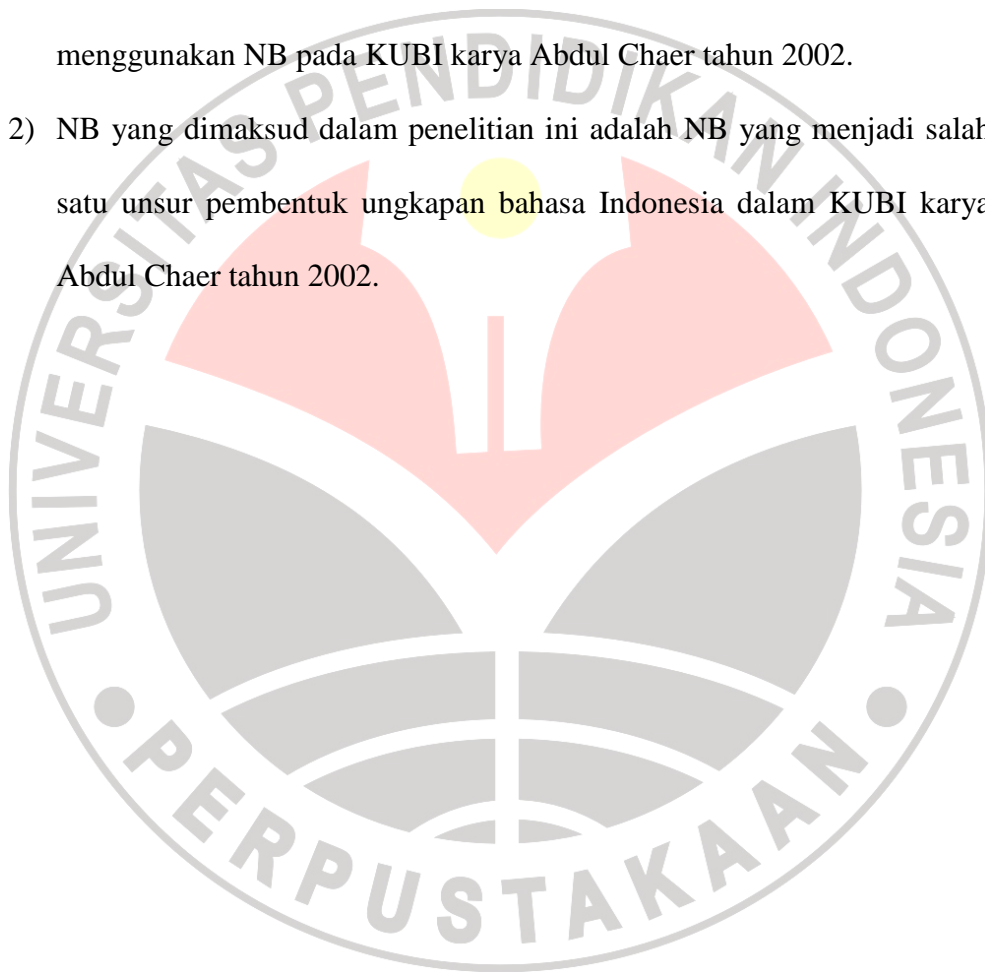 menggunakan NB pada KUBI karya Abdul Chaer tahun 2002.
2) NB yang dimaksud dalam penelitian ini adalah NB yang menjadi salah
satu unsur pembentuk ungkapan bahasa Indonesia dalam KUBI karya
Abdul Chaer tahun 2002.
UNIVERSITAS PENDIDIKAN INDONESIA
PERPUSTAKAAN